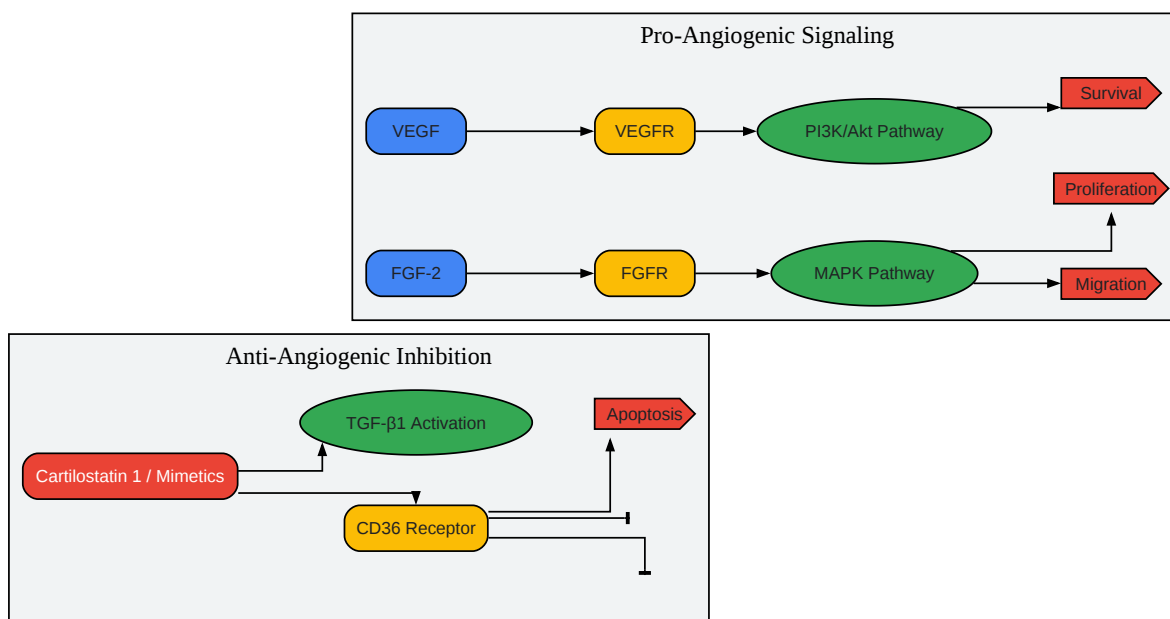 Pro-Angiogenic Signaling
Survival
VEGF
VEGFR
PI3K/Akt Pathway
Proliferation
FGF-2
FGFR
MAPK Pathway
Migration
Anti-Angiogenic Inhibition
Apoptosis
TGF-β1 Activation
Cartilostatin 1 / Mimetics
CD36 Receptor